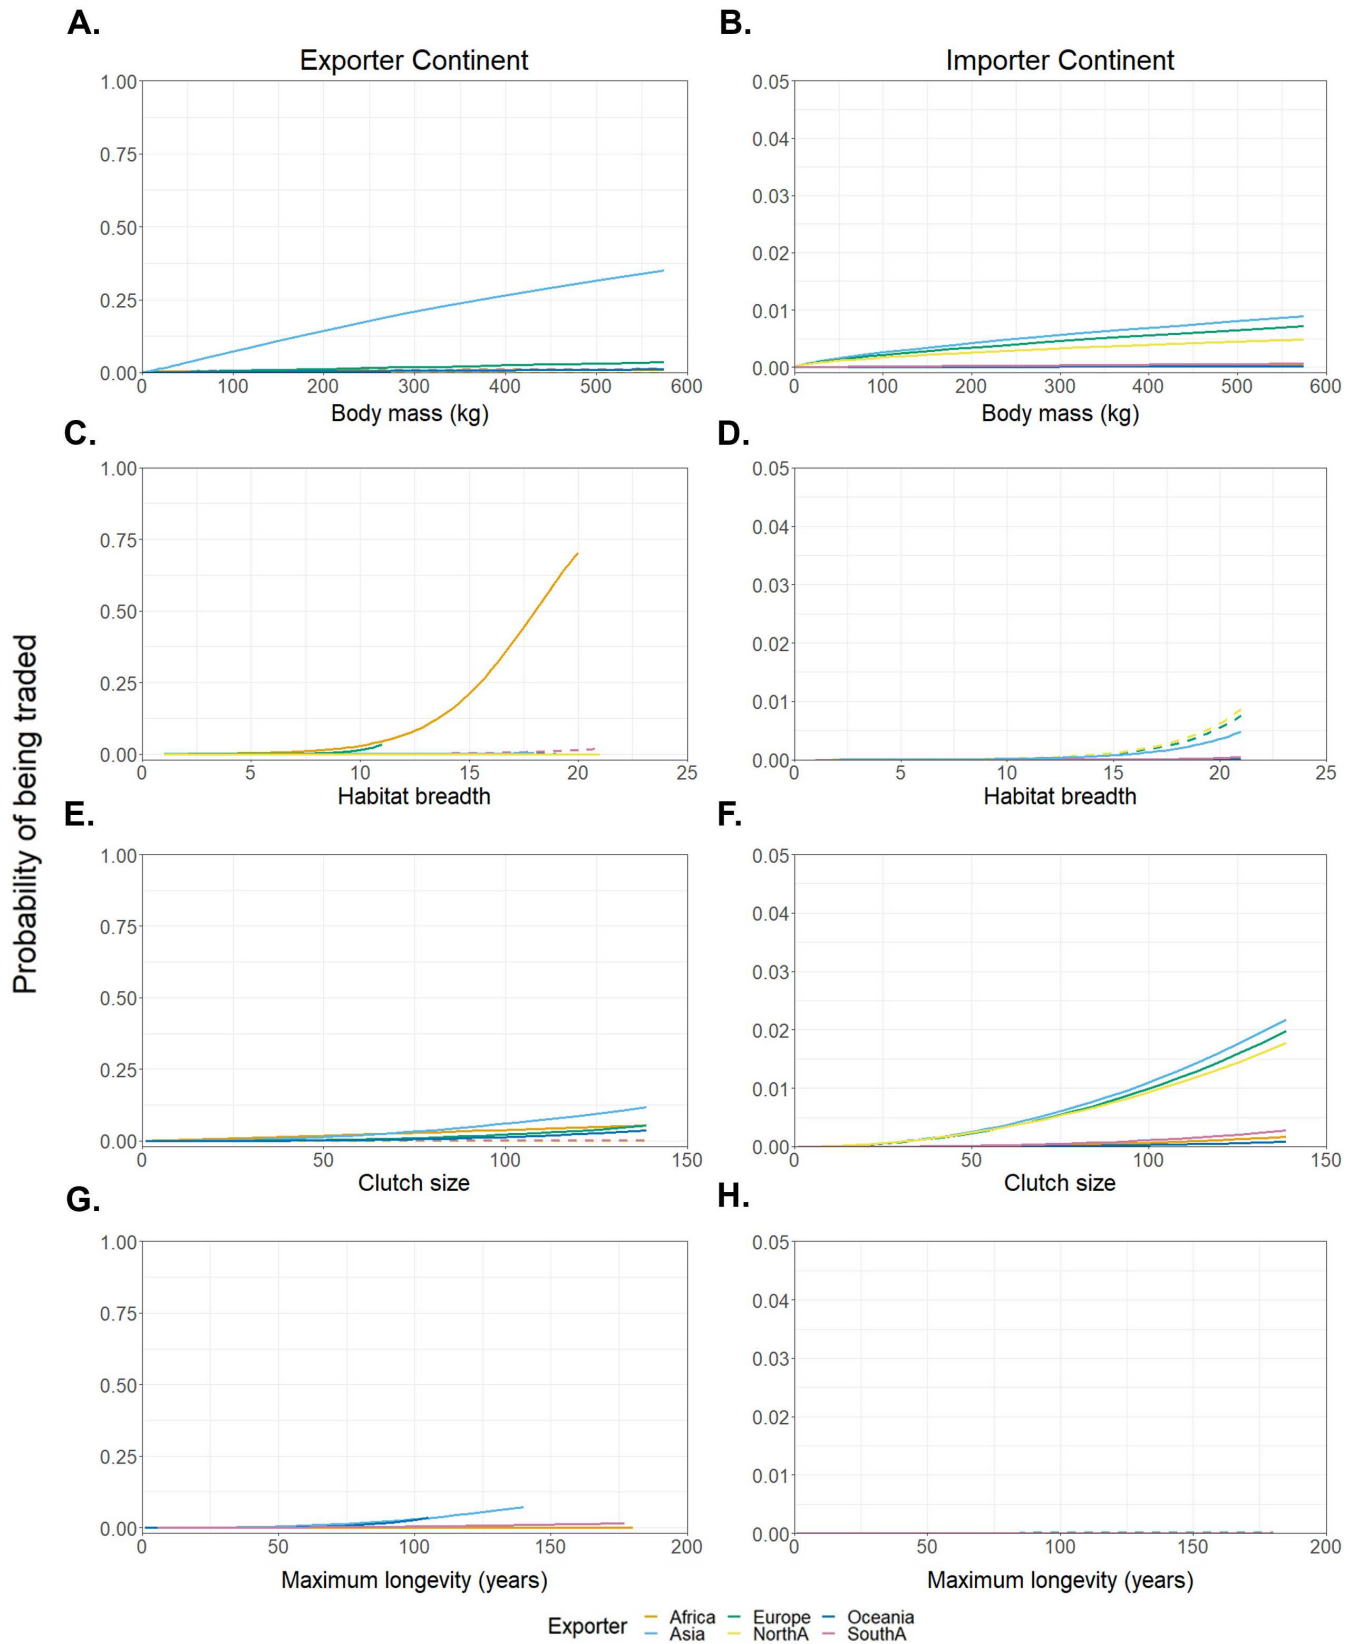 A.
B.
Exporter Continent
Importer Continent
1.00
0.75
0.50
0.25
0.00
0 100 200 300 400 500 600
Body mass (kg)
0.05
0.04
0.03
0.02
0.01
0.00
0 100 200 300 400 500 600
Body mass (kg)
C.
D.
1.00
0.75
0.50
0.25
0.00
0 5 10 15 20 25
Habitat breadth
0.05
0.04
0.03
0.02
0.01
0.00
0 5 10 15 20 25
Habitat breadth
Probability of being traded
E.
F.
1.00
0.75
0.50
0.25
0.00
0 50 100 150
Clutch size
0.05
0.04
0.03
0.02
0.01
0.00
0 50 100 150
Clutch size
G.
H.
1.00
0.75
0.50
0.25
0.00
0 50 100 150 200
Maximum longevity (years)
0.05
0.04
0.03
0.02
0.01
0.00
0 50 100 150 200
Maximum longevity (years)
Exporter
Africa Europe Oceania
Asia NorthA SouthA